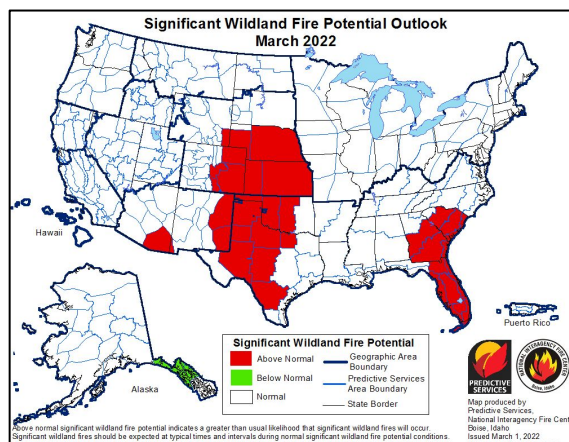 Significant Wildland Fire Potential Outlook
March 2022
Hawaii
Alaska
Puerto Rico
Significant Wildland Fire Potential
Above Normal
Below Normal
Normal
Geographic Area
Boundary
Predictive Services
Area Boundary
State Border
PREDICTIVE
SERVICES
NATIONAL INTERAGENCY FIRE CENTER
Boise, Idaho
Map produced by
Predictive Services,
National Interagency Fire Cent
Boise, Idaho
Issued March 1, 2022
Above normal significant wildland fire potential indicates a greater than usual likelihood that significant wildland fires will occur.
Significant wildland fires should be expected at typical times and intervals during normal significant wildland fire potential conditions.